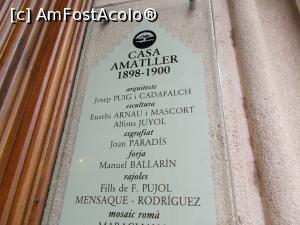 (c) AmFostAcolo®
CASA
AMATLLER
1898-1900
arquitecte
Josep PUIG i CADAFALCH
escultura
Eusebi ARNAU i MASCORT
Alfons JUYOL
esgrafiat
Joan PARADÍS
forja
Manuel BALLARÍN
rajoles
Fills de F. PUJOL
MENSAQUE - RODRÍGUEZ
mosaic romà